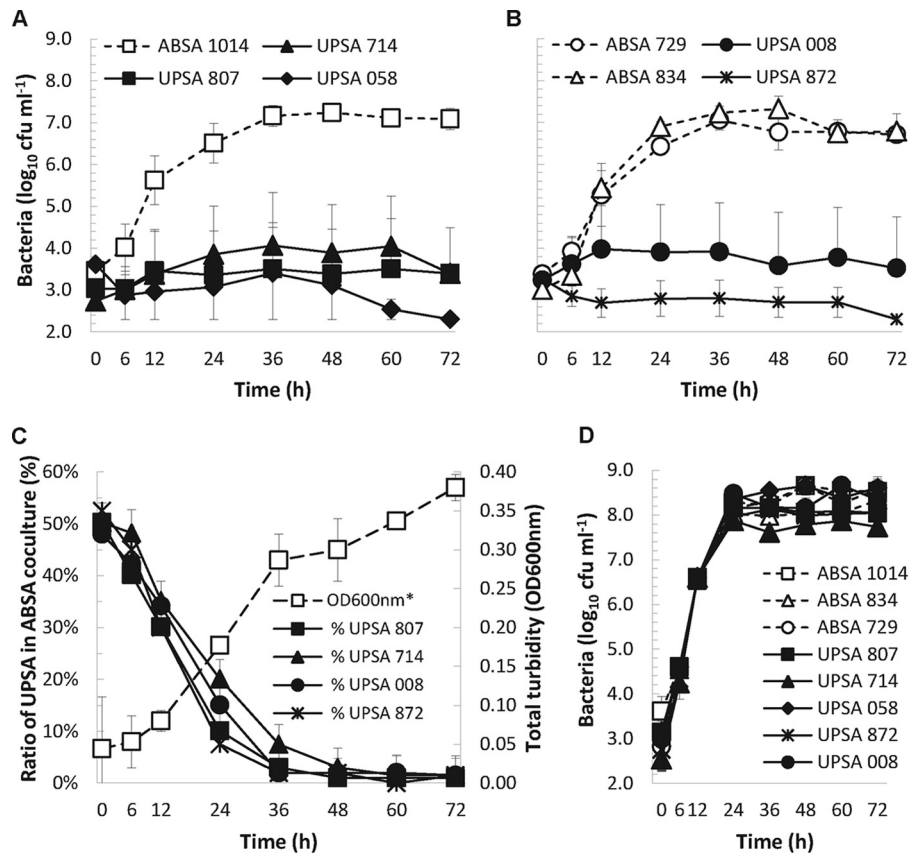 A
ABSA 1014 UPSA 714
UPSA 807 UPSA 058
Bacteria (log10 cfu ml-1)
9.0
8.0
7.0
6.0
5.0
4.0
3.0
2.0
0 6 12 24 36 48 60 72
Time (h)
B
ABSA 729 UPSA 008
ABSA 834 UPSA 872
0 6 12 24 36 48 60 72
Time (h)
C
Ratio of UPSA in ABSA coculture (%)
60%
50%
40%
30%
20%
10%
0%
OD600nm*
% UPSA 807
% UPSA 714
% UPSA 008
% UPSA 872
0.40
0.35
0.30
0.25
0.20
0.15
0.10
0.05
0.00
Total turbidity (OD600nm)
0 6 12 24 36 48 60 72
Time (h)
D
Bacteria (log10 cfu ml-1)
9.0
8.0
7.0
6.0
5.0
4.0
3.0
2.0
ABSA 1014
ABSA 834
ABSA 729
UPSA 807
UPSA 714
UPSA 058
UPSA 872
UPSA 008
0 6 12 24 36 48 60 72
Time (h)